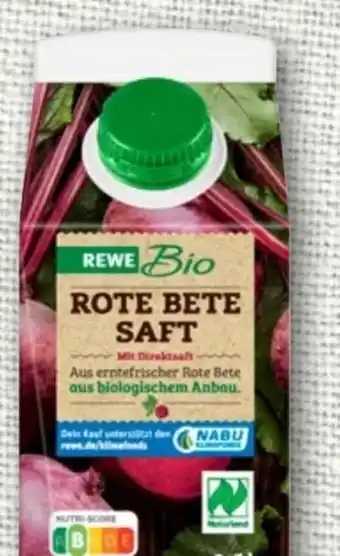 REWE Bio
ROTE BETE
SAFT
Mit Direktsaft
Aus erntefrischer Rote Bete
aus biologischem Anbau.
Dein Kauf unterstützt den
rewe.de/klimafonds
NABU
KLIMAFONDS
Naturland
NUTRI-SCORE
A B D E